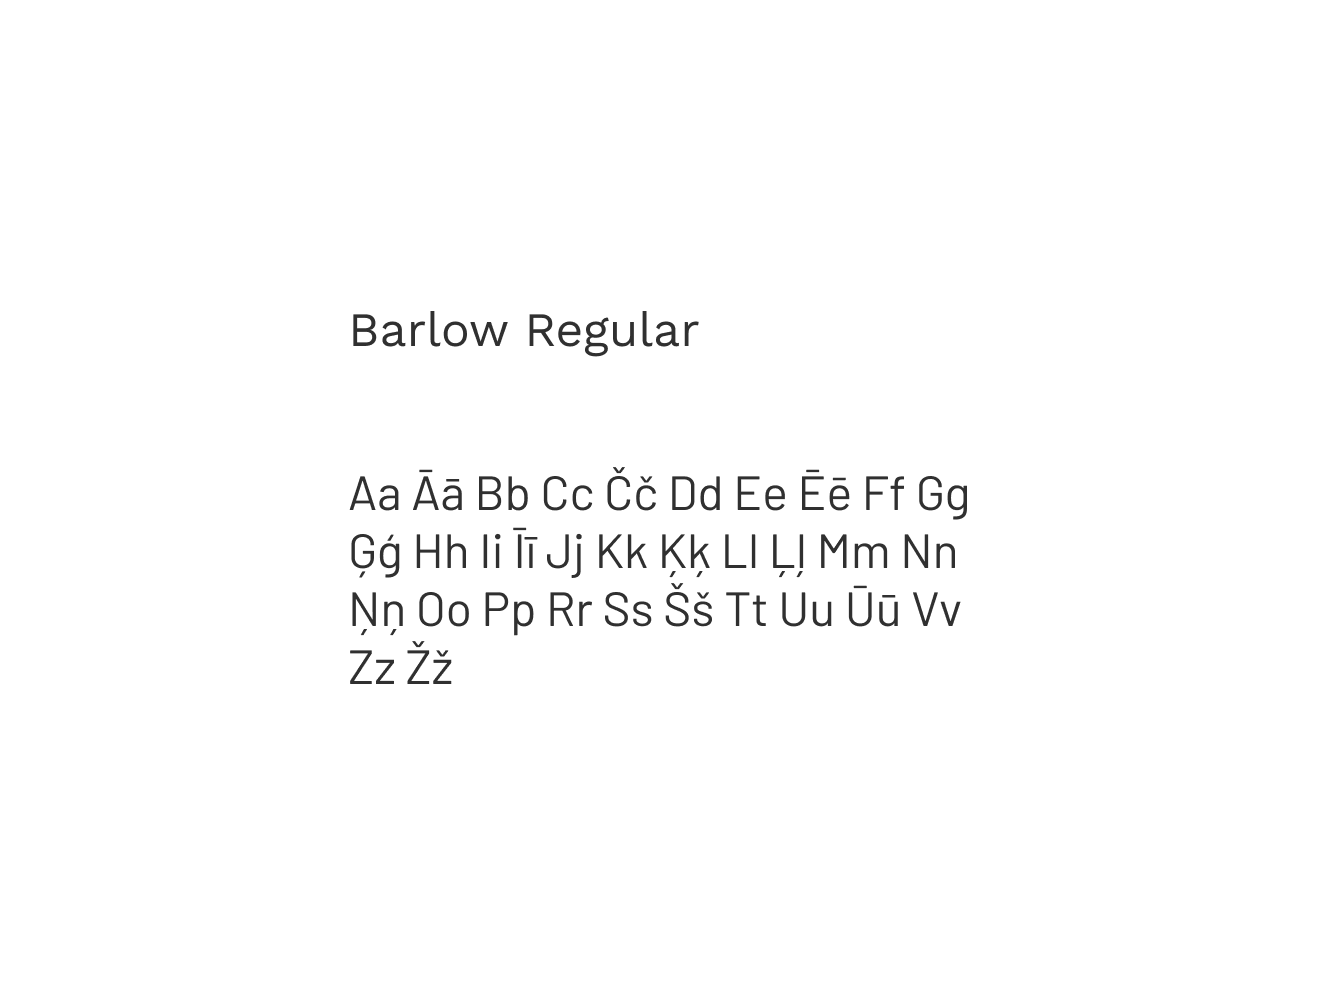 Barlow Regular
Aa Āā Bb Cc Čč Dd Ee Ēē Ff Gg
Ģģ Hh Ii Īī Jj Kk Ķķ Ll Ļļ Mm Nn
Ņņ Oo Pp Rr Ss Šš Tt Uu Ūū Vv
Zz Žž